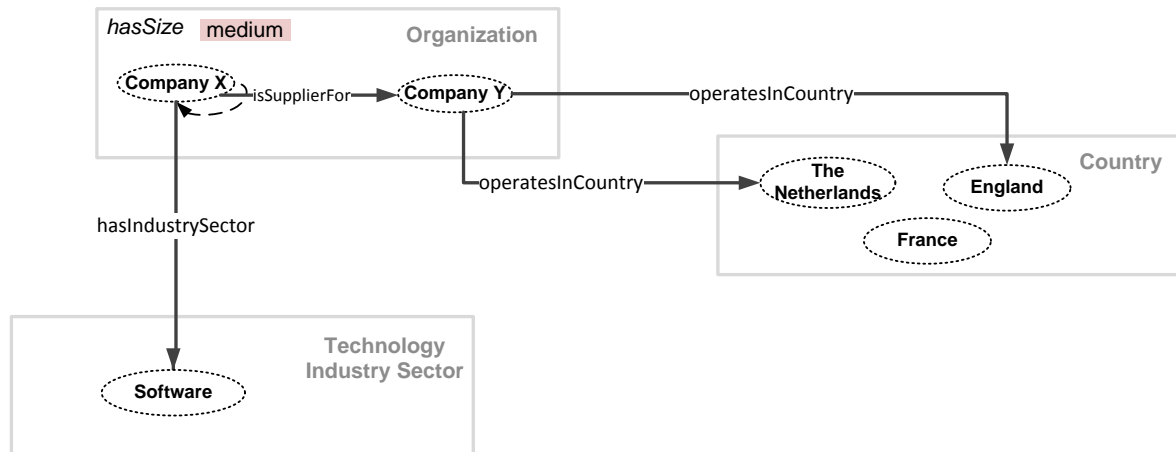 hasSize medium
Organization
Company X
isSupplierFor
Company Y
operatesInCountry
Country
The
Netherlands
England
operatesInCountry
France
hasIndustrySector
Technology
Industry Sector
Software